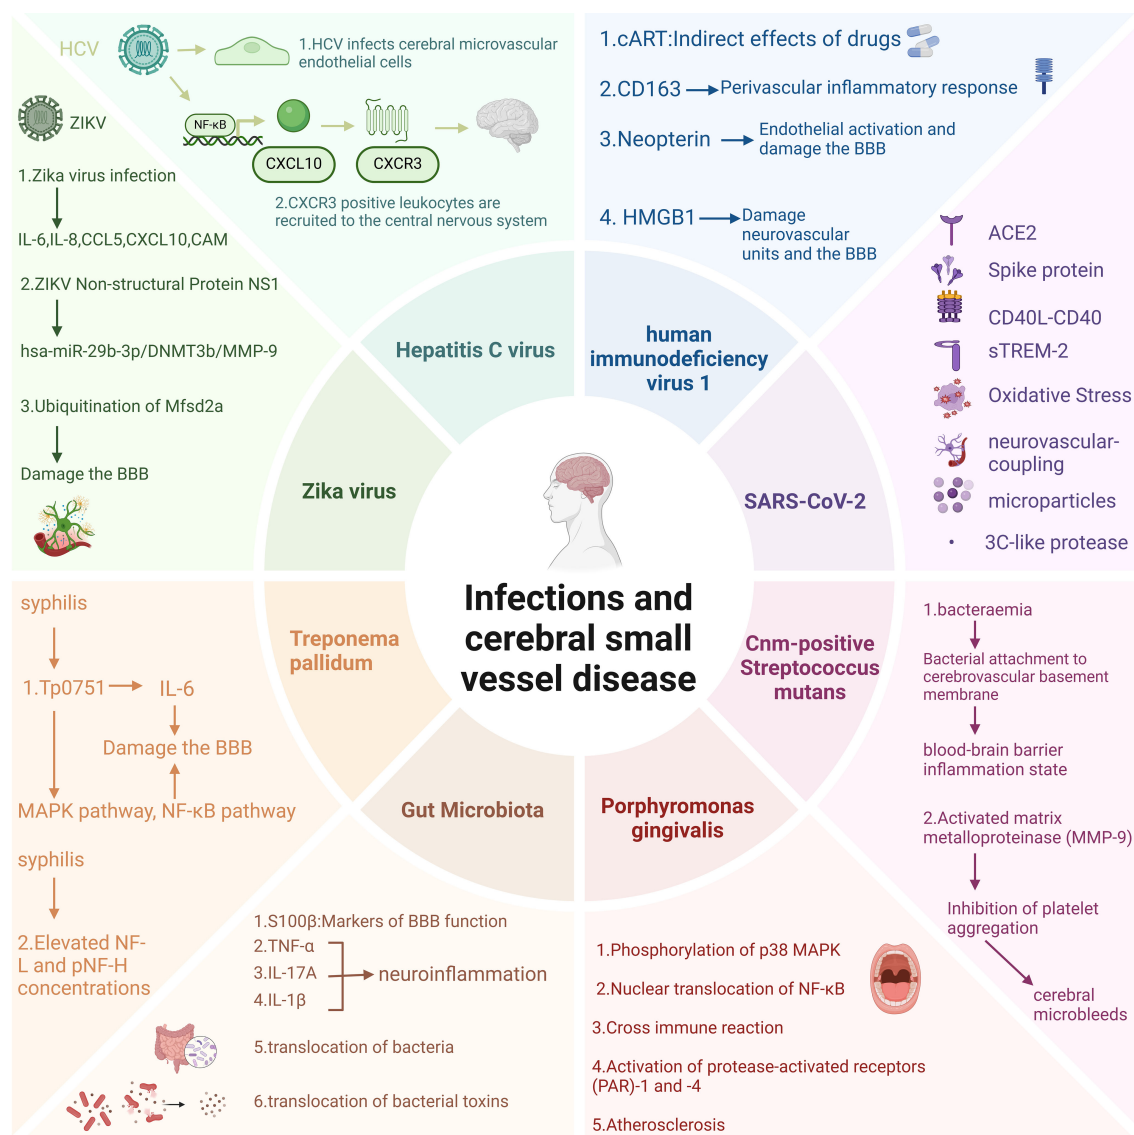 HCV
1.HCV infects cerebral microvascular
endothelial cells
NF-κB
CXCL10
CXCR3
2.CXCR3 positive leukocytes are
recruited to the central nervous system
Hepatitis C virus
1.cART:Indirect effects of drugs
2.CD163
Perivascular inflammatory response
3.Neopterin
Endothelial activation and
damage the BBB
4. HMGB1
Damage
neurovascular
units and the BBB
human
immunodeficiency
virus 1
ZIKV
1.Zika virus infection
IL-6,IL-8,CCL5,CXCL10,CAM
2.ZIKV Non-structural Protein NS1
hsa-miR-29b-3p/DNMT3b/MMP-9
3.Ubiquitination of Mfsd2a
Damage the BBB
Zika virus
ACE2
Spike protein
CD40L-CD40
sTREM-2
Oxidative Stress
neurovascular-
coupling
microparticles
3C-like protease
SARS-CoV-2
Infections and
cerebral small
vessel disease
syphilis
1.Tp0751
IL-6
Damage the BBB
MAPK pathway, NF-κB pathway
syphilis
2.Elevated NF-
L and pNF-H
concentrations
Treponema
pallidum
Cnm-positive
Streptococcus
mutans
1.bacteraemia
Bacterial attachment to
cerebrovascular basement
membrane
blood-brain barrier
inflammation state
2.Activated matrix
metalloproteinase (MMP-9)
Inhibition of platelet
aggregation
cerebral
microbleeds
Gut Microbiota
1.S100β:Markers of BBB function
2.TNF-α
3.IL-17A
4.IL-1β
neuroinflammation
5.translocation of bacteria
6.translocation of bacterial toxins
Porphyromonas
gingivalis
1.Phosphorylation of p38 MAPK
2.Nuclear translocation of NF-κB
3.Cross immune reaction
4.Activation of protease-activated receptors
(PAR)-1 and -4
5.Atherosclerosis